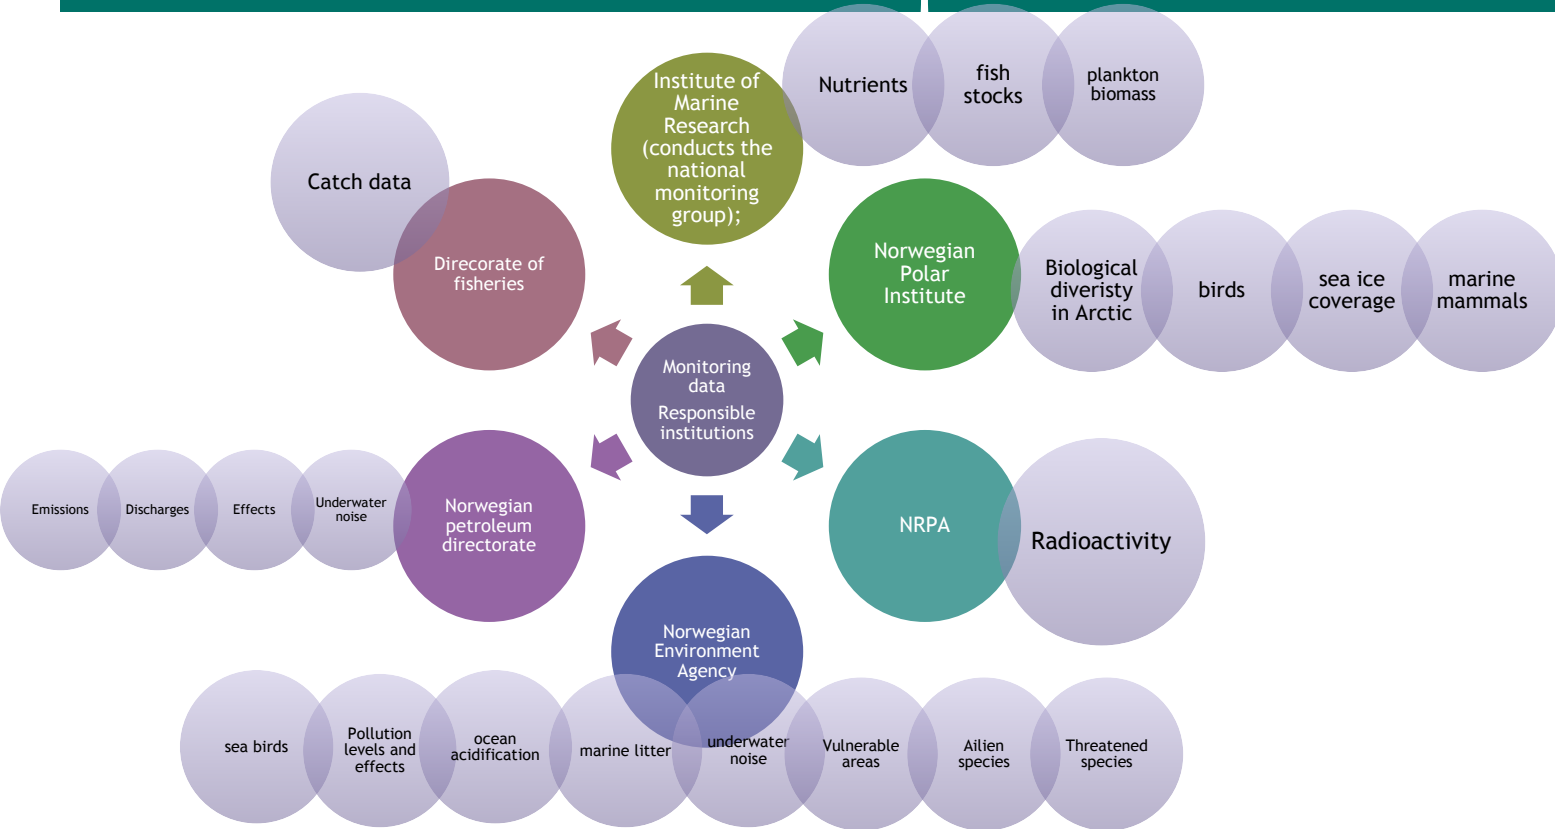 Institute of
Marine
Research
(conducts the
national
monitoring
group);
Nutrients
fish
stocks
plankton
biomass
Catch data
Direcorate of
fisheries
Norwegian
Polar
Institute
Biological
diveristy
in Arctic
birds
sea ice
coverage
marine
mammals
Monitoring
data
Responsible
institutions
Emissions
Discharges
Effects
Underwater
noise
Norwegian
petroleum
directorate
NRPA
Radioactivity
Norwegian
Environment
Agency
sea birds
Pollution
levels and
effects
ocean
acidification
marine litter
underwater
noise
Vulnerable
areas
Ailien
species
Threatened
species